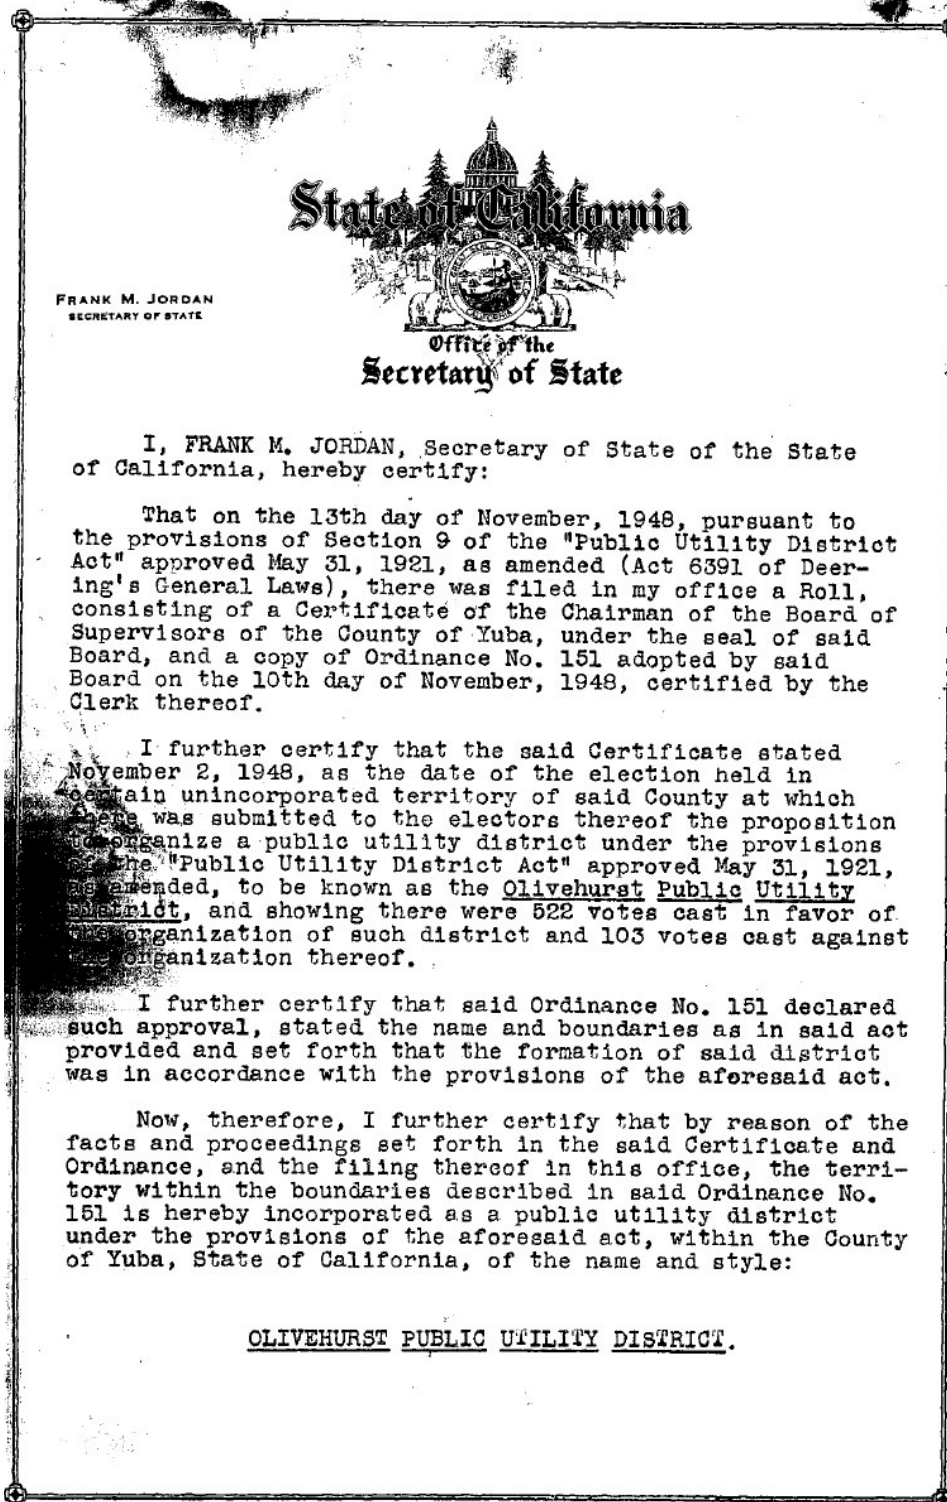 State of California
FRANK M. JORDAN
SECRETARY OF STATE
Office of the
Secretary of State
I, FRANK M. JORDAN, Secretary of State of the State
of California, hereby certify:
That on the 13th day of November, 1948, pursuant to
the provisions of Section 9 of the "Public Utility District
Act" approved May 31, 1921, as amended (Act 6391 of Deer-
ing's General Laws), there was filed in my office a Roll,
consisting of a Certificate of the Chairman of the Board of
Supervisors of the County of Yuba, under the seal of said
Board, and a copy of Ordinance No. 151 adopted by said
Board on the 10th day of November, 1948, certified by the
Clerk thereof.
I further certify that the said Certificate stated
November 2, 1948, as the date of the election held in
certain unincorporated territory of said County at which
there was submitted to the electors thereof the proposition
to organize a public utility district under the provisions
of the "Public Utility District Act" approved May 31, 1921,
as amended, to be known as the Olivehurst Public Utility
District, and showing there were 522 votes cast in favor of
the organization of such district and 103 votes cast against
the organization thereof.
I further certify that said Ordinance No. 151 declared
such approval, stated the name and boundaries as in said act
provided and set forth that the formation of said district
was in accordance with the provisions of the aforesaid act.
Now, therefore, I further certify that by reason of the
facts and proceedings set forth in the said Certificate and
Ordinance, and the filing thereof in this office, the terri-
tory within the boundaries described in said Ordinance No.
151 is hereby incorporated as a public utility district
under the provisions of the aforesaid act, within the County
of Yuba, State of California, of the name and style:
OLIVEHURST PUBLIC UTILITY DISTRICT.